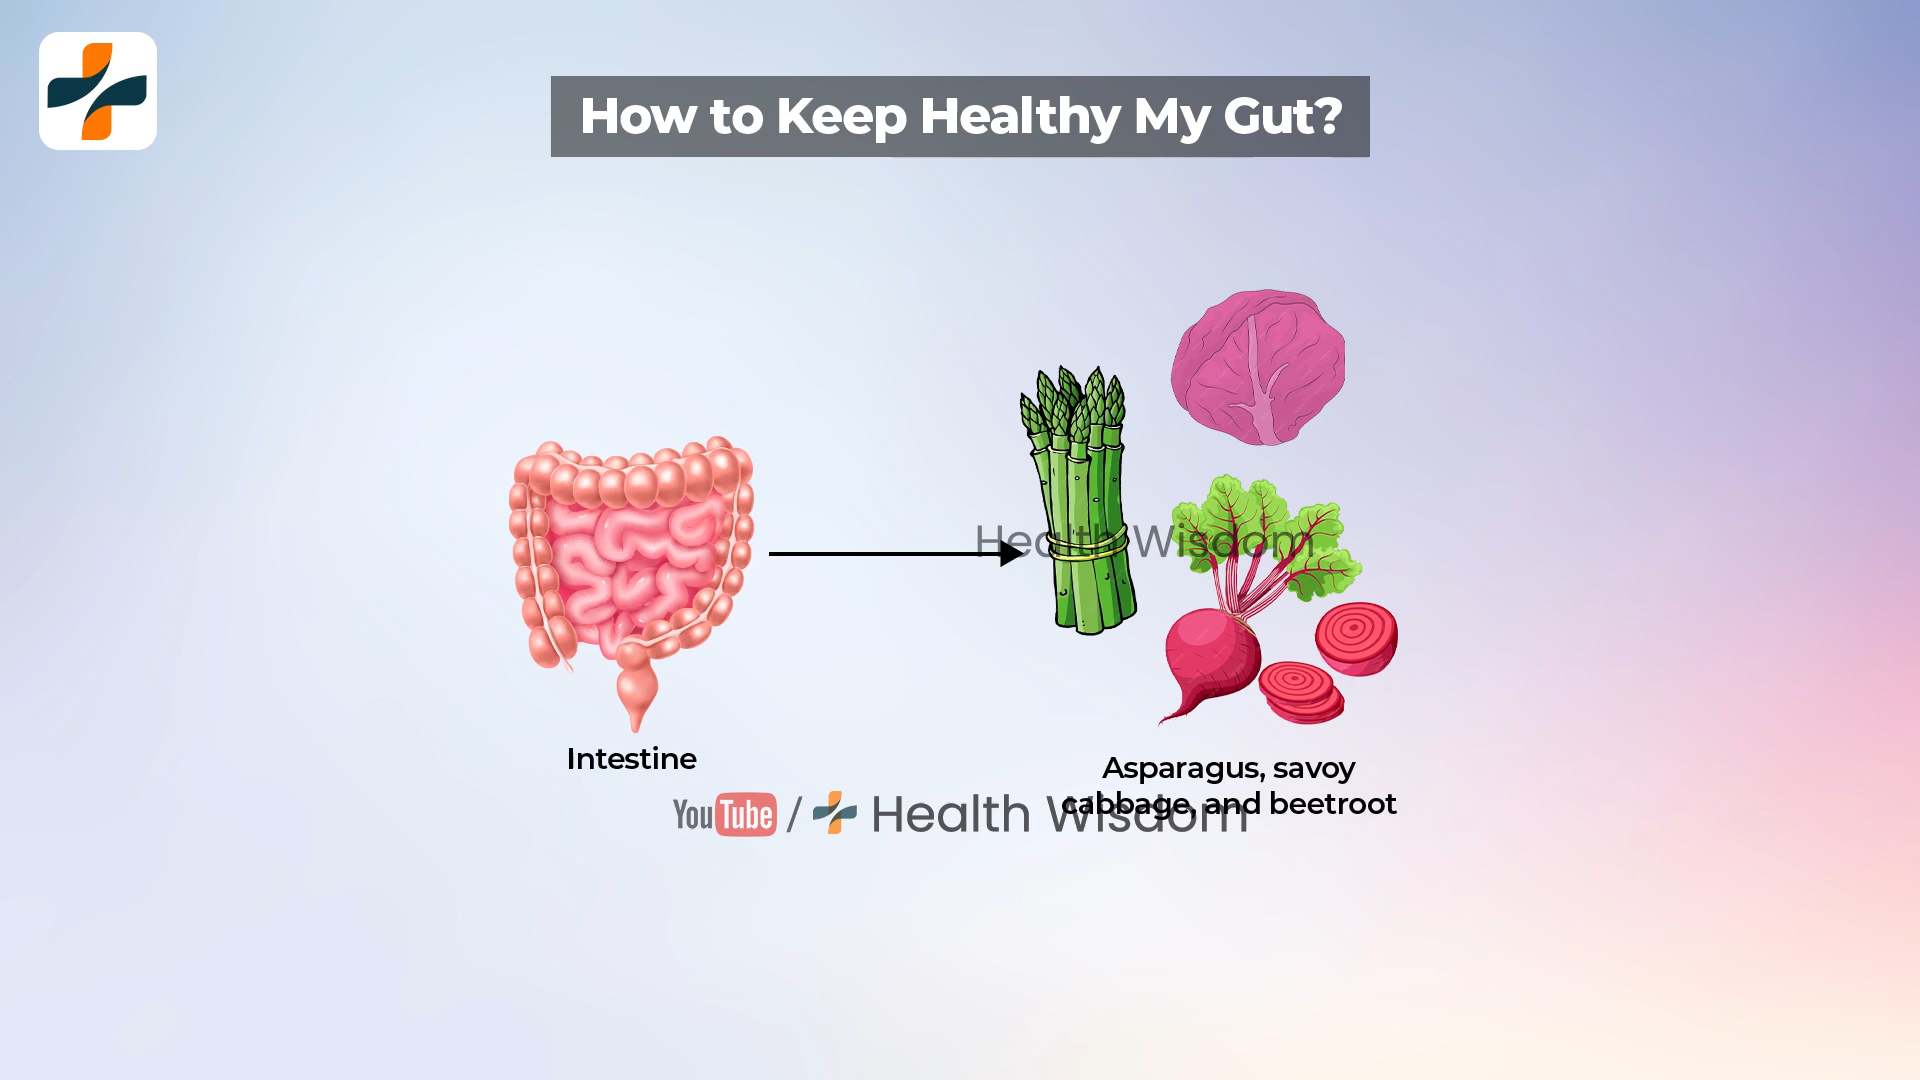 How to Keep Healthy My Gut?
Health Wisdom
Intestine
Asparagus, savoy
cabbage, and beetroot
YouTube / Health Wisdom